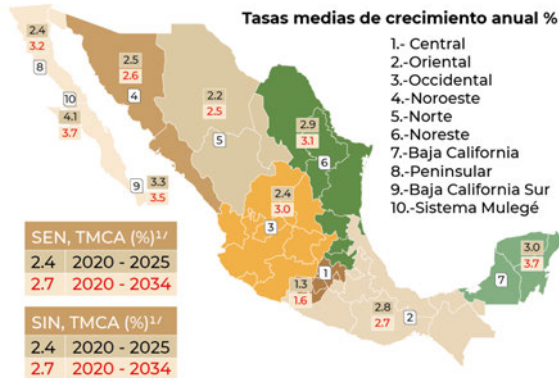 Tasas medias de crecimiento anual %
1.- Central
2.-Oriental
3.-Occidental
4.-Noroeste
5.-Norte
6.-Noreste
7.-Baja California
8.-Peninsular
9.-Baja California Sur
10.-Sistema Mulegé
2.4
3.2
8
2.5
2.6
4
10
4.1
3.7
2.2
2.5
5
2.9
3.1
6
9
3.3
3.5
2.4
3.0
3
1
1.3
1.6
2.8
2.7
2
3.0
3.7
7
SEN, TMCA (%)1/
2.4 2020 - 2025
2.7 2020 - 2034
SIN, TMCA (%)1/
2.4 2020 - 2025
2.7 2020 - 2034